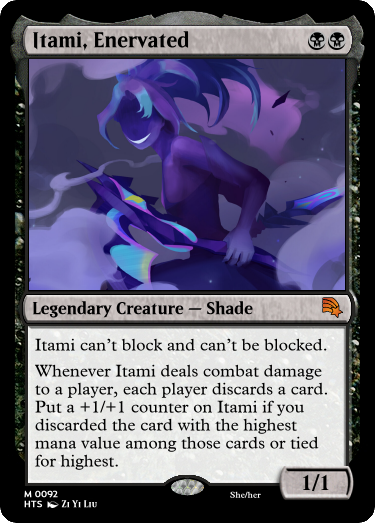 Itami, Enervated
Legendary Creature — Shade
Itami can't block and can't be blocked.
Whenever Itami deals combat damage
to a player, each player discards a card.
Put a +1/+1 counter on Itami if you
discarded the card with the highest
mana value among those cards or tied
for highest.
1/1
M 0092
HTS Zi Yi Liu
She/her